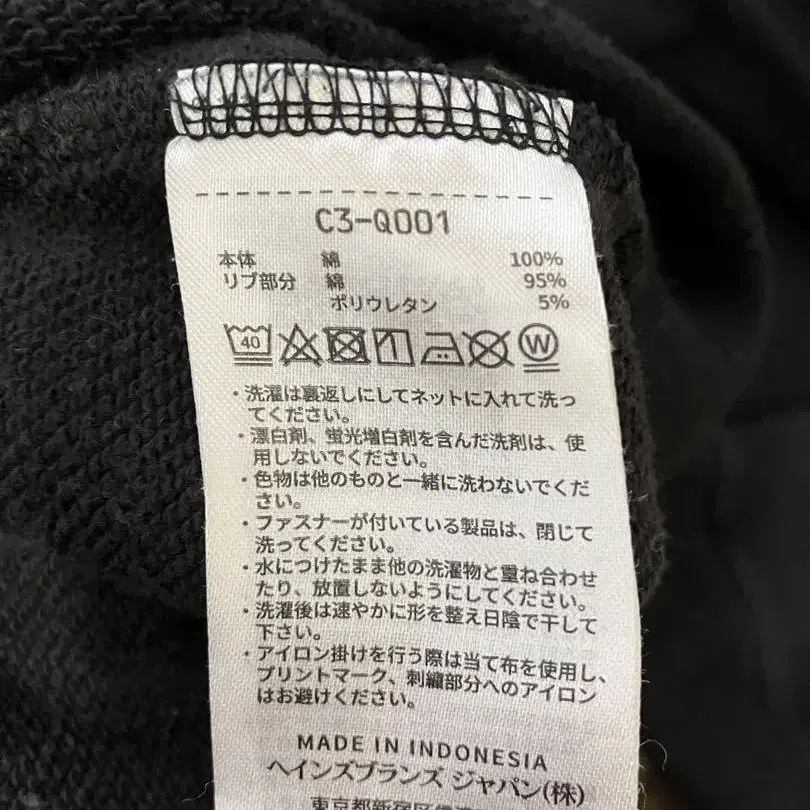 C3-Q001
本体 綿 100%
リブ部分 綿 95%
ポリウレタン 5%
40 W
・洗濯は裏返しにしてネットに入れて洗っ
てください。
・漂白剤、蛍光増白剤を含んだ洗剤は、使
用しないでください。
・色物は他のものと一緒に洗わないでくだ
さい。
・ファスナーが付いている製品は、閉じて
洗ってください。
・水につけたまま他の洗濯物と重ね合わせ
たり、放置しないようにしてください。
・洗濯後は速やかに形を整え日陰で干して
下さい。
・アイロン掛けを行う際は当て布を使用し、
プリントマーク、刺繍部分へのアイロン
はお避けください。
MADE IN INDONESIA
ヘインズブランズ ジャパン(株)
東京都新宿区